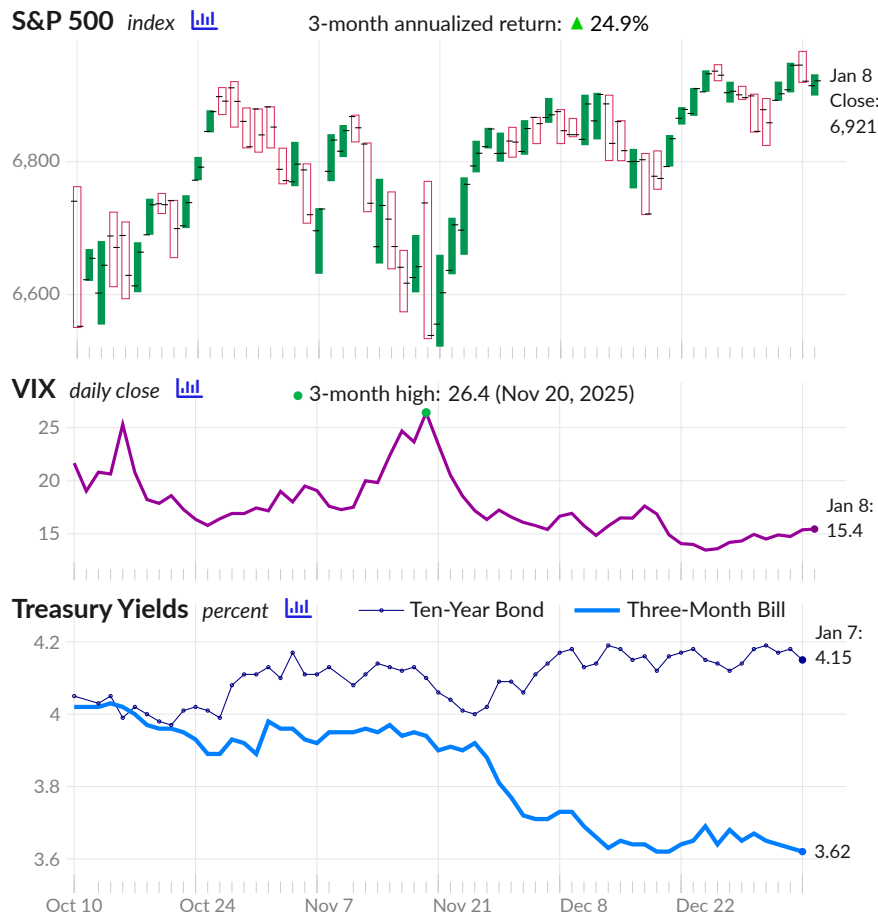 S&P 500 index
3-month annualized return: ▲ 24.9%
Jan 8
Close:
6,921
6,800
6,600
VIX daily close
3-month high: 26.4 (Nov 20, 2025)
25
20
15
Jan 8:
15.4
Treasury Yields percent
Ten-Year Bond
Three-Month Bill
Jan 7:
4.15
4.2
4
3.8
3.6
3.62
Oct 10 Oct 24 Nov 7 Nov 21 Dec 8 Dec 22